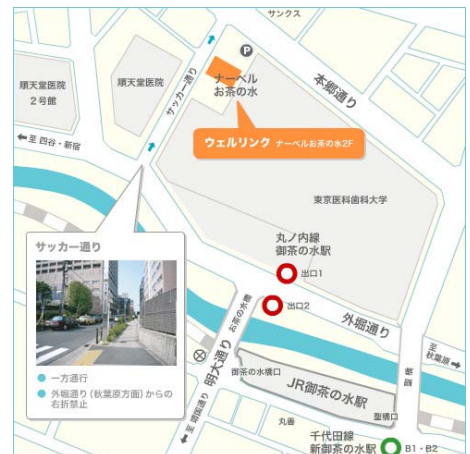 サンクス
順天堂医院
2号館
順天堂医院
サッカー通り
P
ナーベル
お茶の水
本郷通り
至 四谷・新宿
ウェルリンク ナーベルお茶の水2F
東京医科歯科大学
サッカー通り
一方通行
外堀通り(秋葉原方面)からの
右折禁止
丸ノ内線
御茶の水駅
出口1
出口2
外堀通り
お茶の水橋
明大通り
至 靖国通り
御茶の水橋口
JR御茶の水駅
聖橋
至
秋葉原
聖橋口
丸善
千代田線
新御茶の水駅
B1・B2